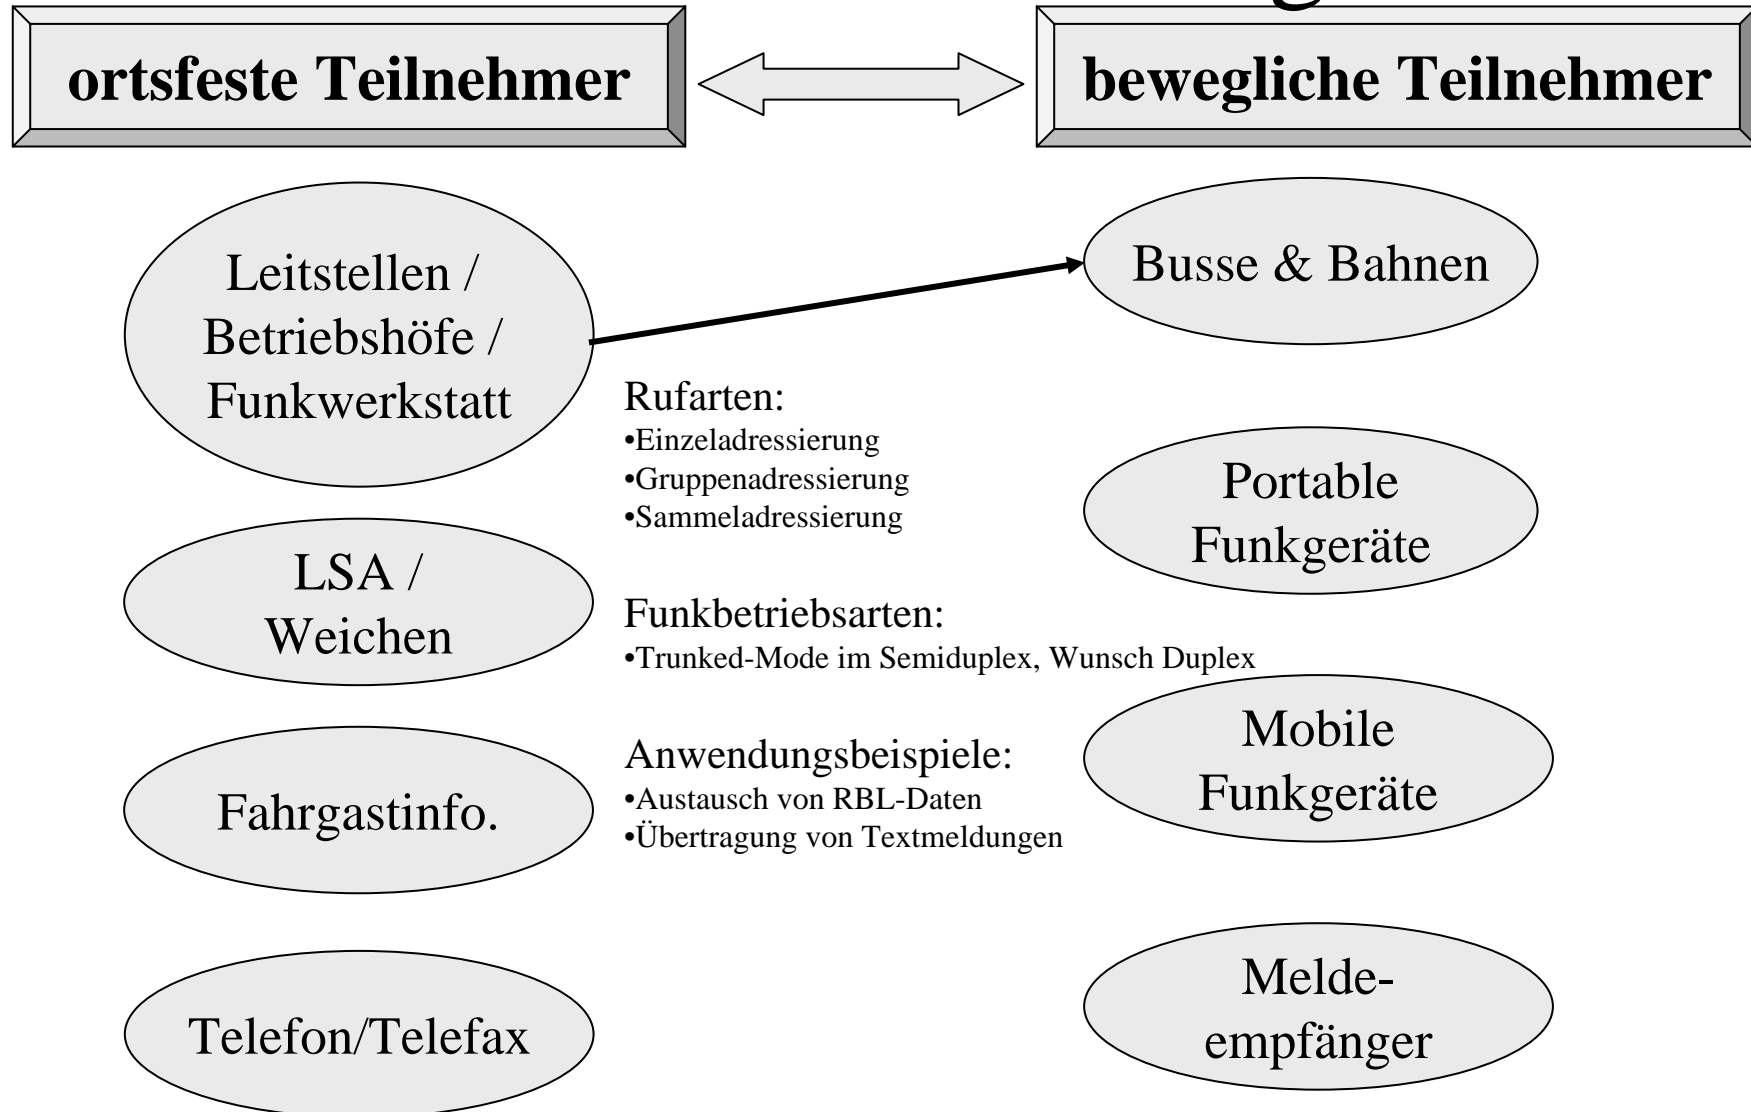 ortsfeste Teilnehmer
bewegliche Teilnehmer
Leitstellen /
Betriebshöfe /
Funkwerkstatt
LSA /
Weichen
Fahrgastinfo.
Telefon/Telefax
Rufarten:
•Einzeladressierung
•Gruppenadressierung
•Sammeladressierung
Funkbetriebsarten:
•Trunked-Mode im Semiduplex, Wunsch Duplex
Anwendungsbeispiele:
•Austausch von RBL-Daten
•Übertragung von Textmeldungen
Busse & Bahnen
Portable
Funkgeräte
Mobile
Funkgeräte
Melde-
empfänger